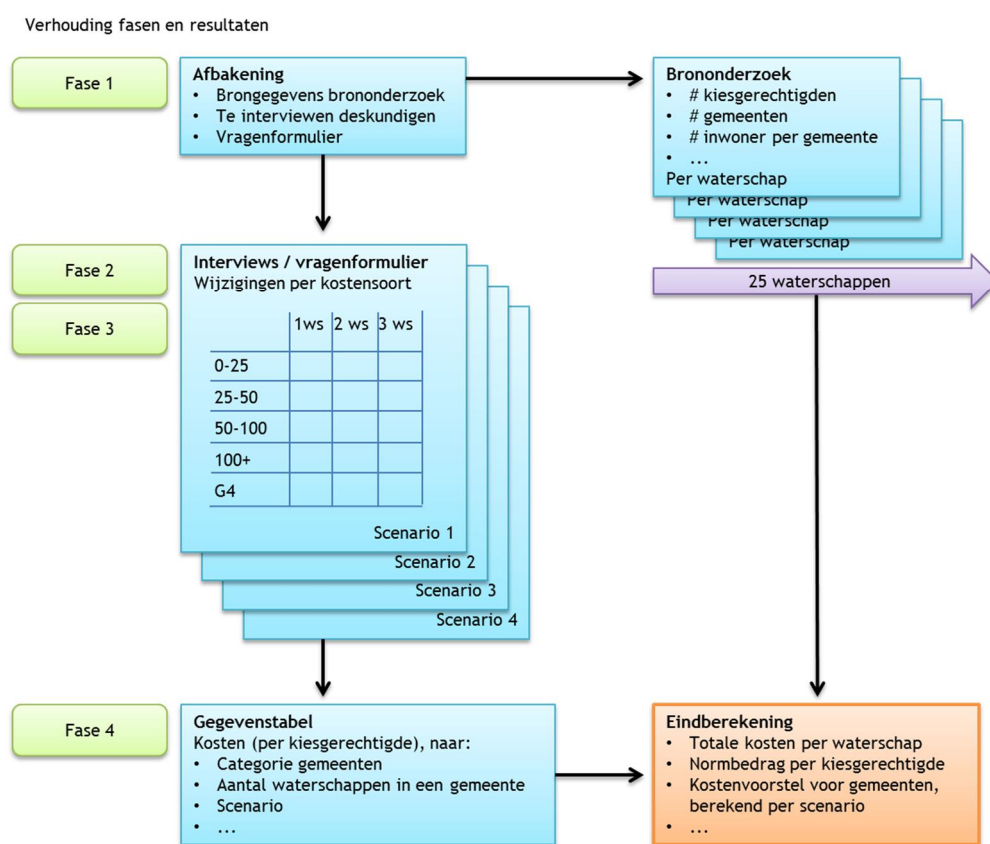 Verhouding fasen en resultaten
Fase 1
Afbakening
• Brongegevens brononderzoek
• Te interviewen deskundigen
• Vragenformulier
Brononderzoek
• # kiesgerechtigden
• # gemeenten
• # inwoner per gemeente
• ...
Per waterschap
Per waterschap
Per waterschap
Per waterschap
25 waterschappen
Fase 2
Fase 3
Interviews / vragenformulier
Wijzigingen per kostensoort
1ws 2 ws 3 ws
0-25
25-50
50-100
100+
G4
Scenario 1
Scenario 2
Scenario 3
Scenario 4
Fase 4
Gegevenstabel
Kosten (per kiesgerechtigde), naar:
• Categorie gemeenten
• Aantal waterschappen in een gemeente
• Scenario
• ...
Eindberekening
• Totale kosten per waterschap
• Normbedrag per kiesgerechtigde
• Kostenvoorstel voor gemeenten,
berekend per scenario
• ...